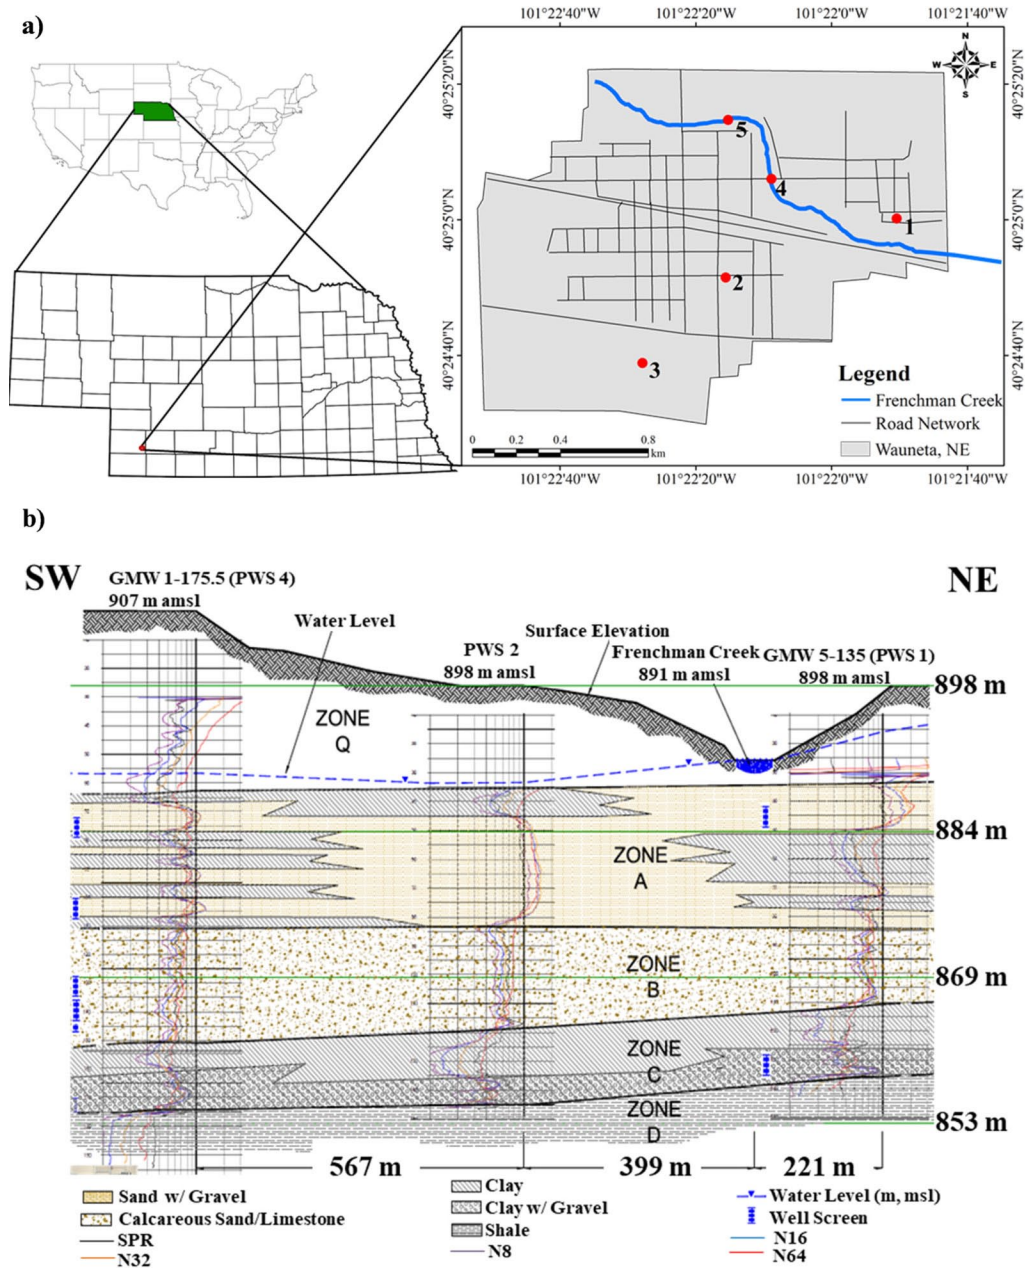 a)
101°22'40"W 101°22'20"W 101°22'0"W 101°21'40"W
N
W E
S
40°25'20"N 40°25'20"N
5
4
40°25'0"N 1 40°25'0"N
2
40°24'40"N 3 40°24'40"N
Legend
Frenchman Creek
Road Network
Wauneta, NE
0 0.2 0.4 0.8
km
101°22'40"W 101°22'20"W 101°22'0"W 101°21'40"W
b)
SW NE
GMW 1-175.5 (PWS 4)
907 m amsl
Water Level
Surface Elevation
PWS 2
898 m amsl
Frenchman Creek
891 m amsl
GMW 5-135 (PWS 1)
898 m amsl
898 m
ZONE
Q
884 m
ZONE
A
869 m
ZONE
B
ZONE
C
ZONE
D
853 m
567 m 399 m 221 m
Sand w/ Gravel Clay Water Level (m, msl)
Calcareous Sand/Limestone Clay w/ Gravel Well Screen
SPR Shale N16
N32 N8 N64